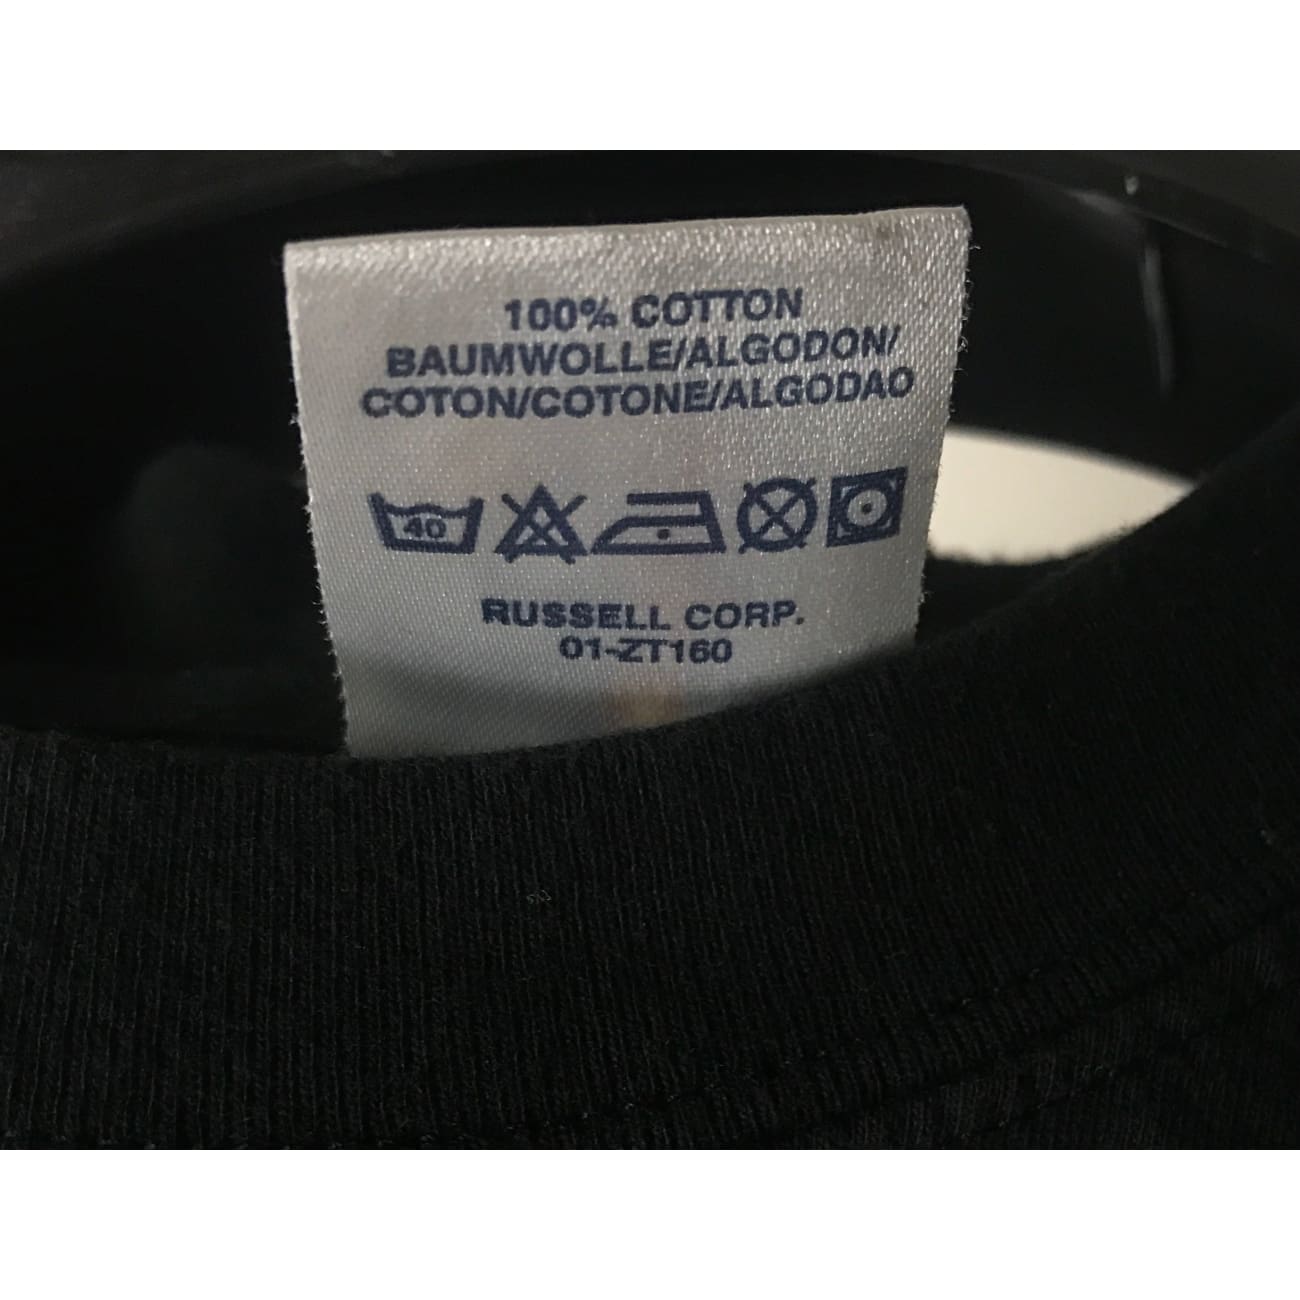 100% COTTON
BAUMWOLLE/ALGODON/
COTON/COTONE/ALGODAO
40
RUSSELL CORP.
01-ZT160